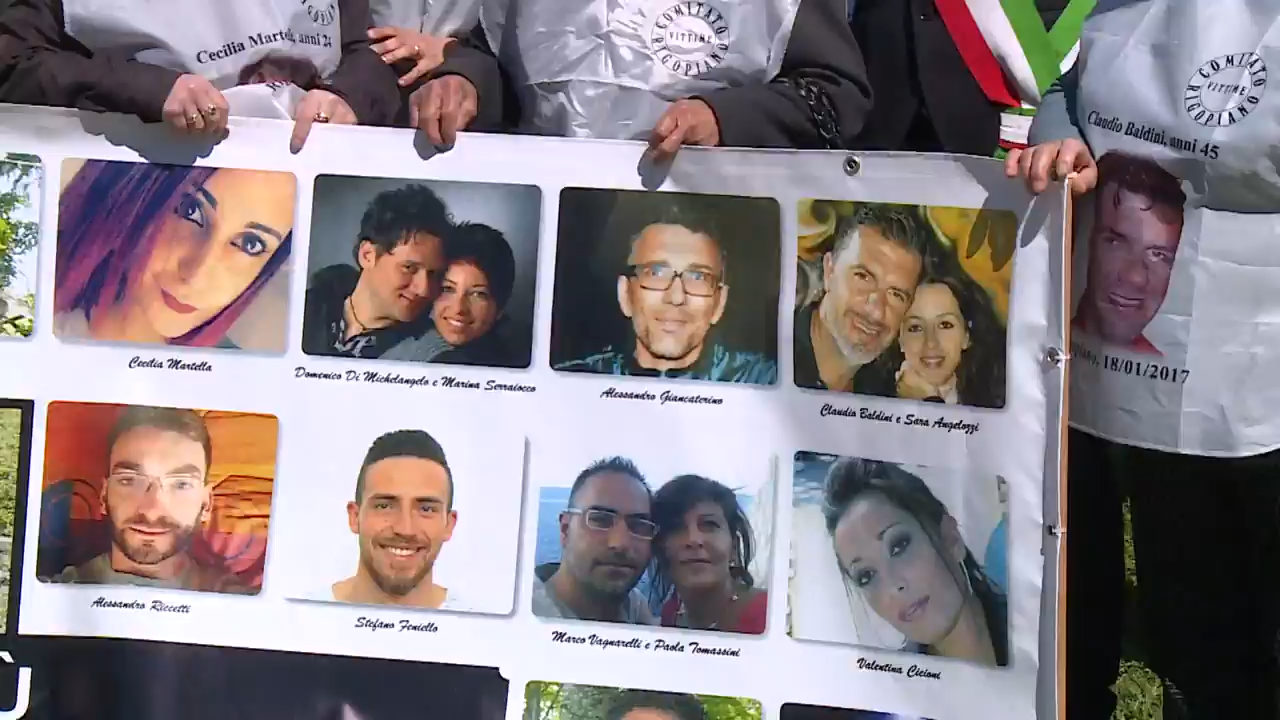 Cecilia Martella, anni 24
COMITATO
VITTIME
RIGOPIANO
COMITATO
VITTIME
RIGOPIANO
Claudio Baldini, anni 45
18/01/2017
Cecilia Martella
Domenico Di Michelangelo e Marina Serraiocco
Alessandro Giancaterino
Claudio Baldini e Sara Angelozzi
Alessandro Riccetti
Stefano Feniello
Marco Vagnarelli e Paola Tomassini
Valentina Cicioni
Ù